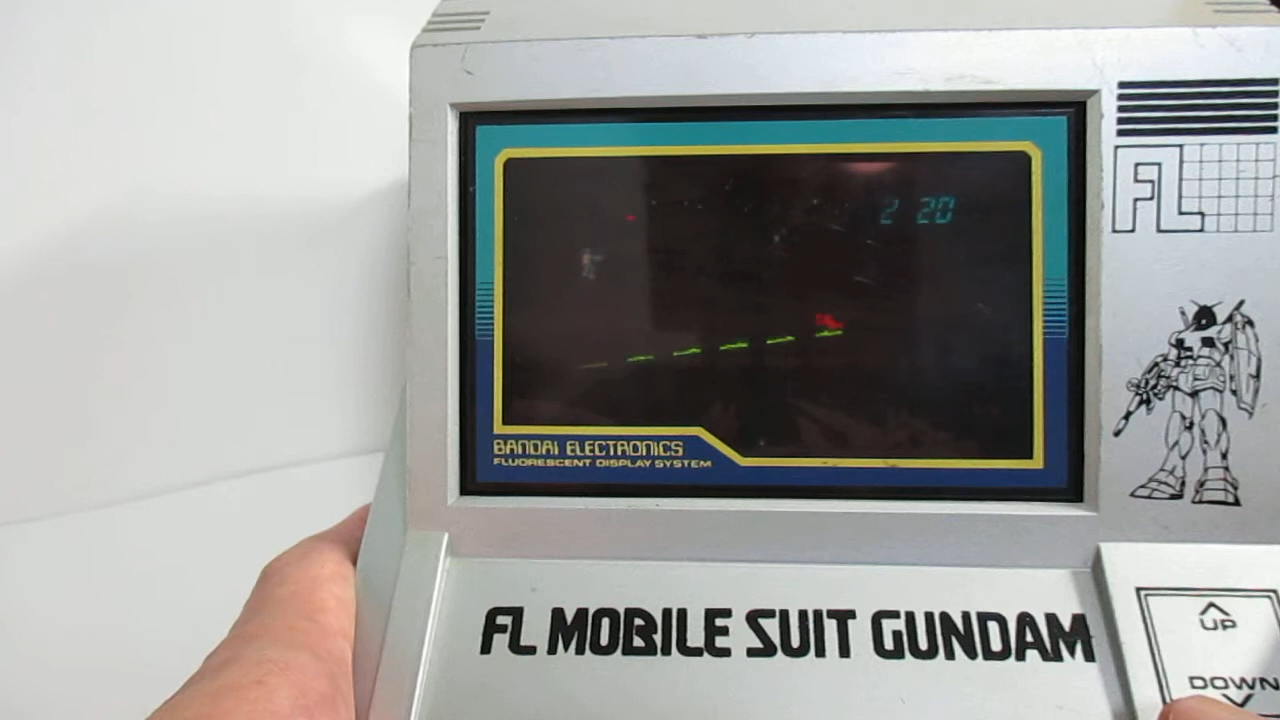 FL
2 20
BANDAI ELECTRONICS
FLUORESCENT DISPLAY SYSTEM
FL MOBILE SUIT GUNDAM
UP
DOWN